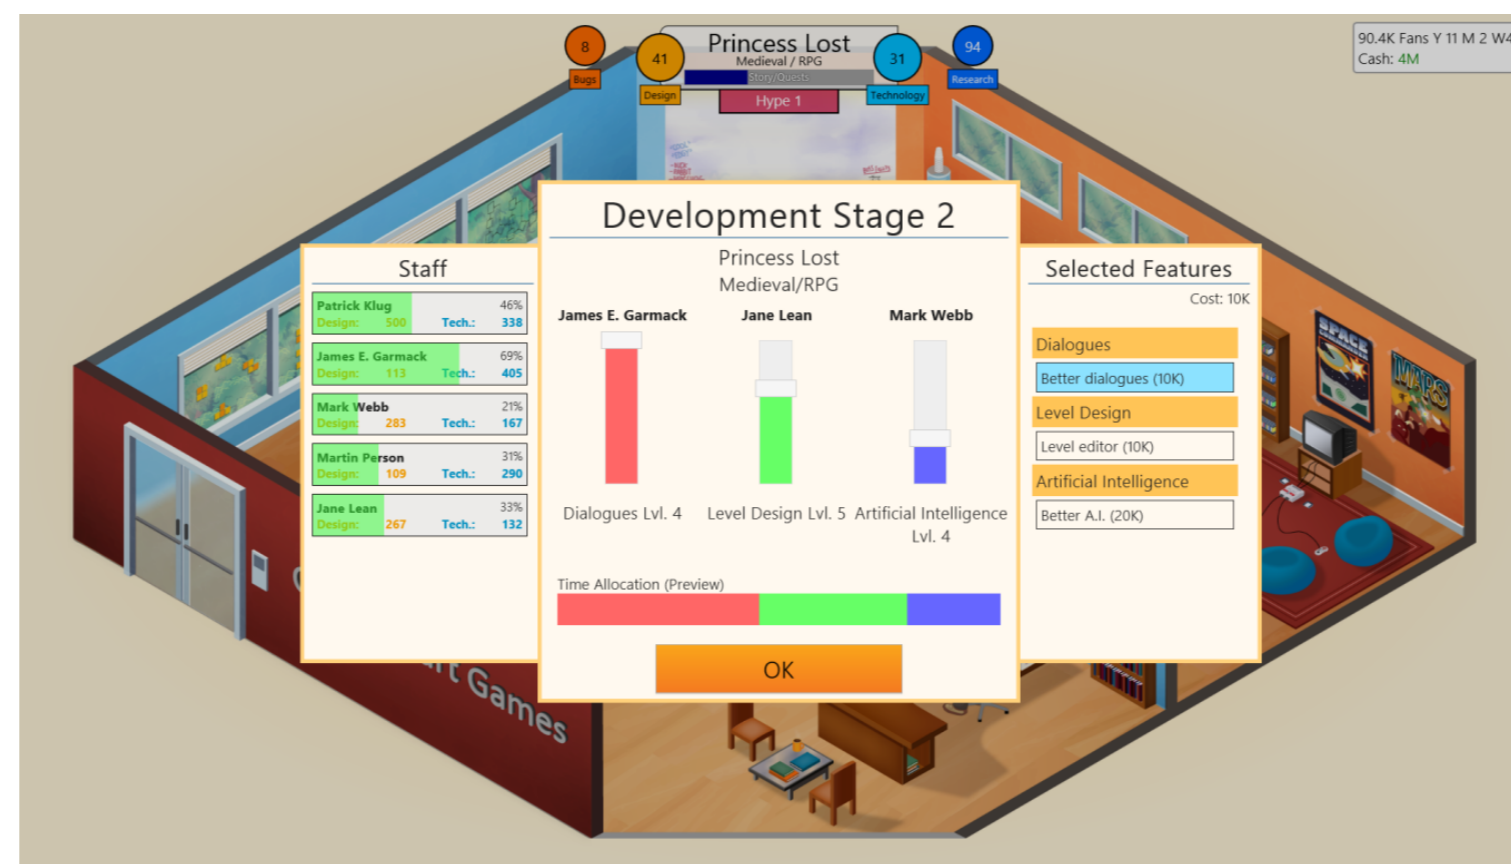 8
Bugs
41
Design
Princess Lost
Medieval / RPG
Story/Quests
Hype 1
31
Technology
94
Research
90.4K Fans Y 11 M 2 W4
Cash: 4M
Staff
Patrick Klug 46%
Design: 500 Tech.: 338
James E. Garmack 69%
Design: 113 Tech.: 405
Mark Webb 21%
Design: 283 Tech.: 167
Martin Person 31%
Design: 109 Tech.: 290
Jane Lean 33%
Design: 267 Tech.: 132
Development Stage 2
Princess Lost
Medieval/RPG
James E. Garmack Jane Lean Mark Webb
Dialogues Lvl. 4 Level Design Lvl. 5 Artificial Intelligence
Lvl. 4
Time Allocation (Preview)
OK
Selected Features
Cost: 10K
Dialogues
Better dialogues (10K)
Level Design
Level editor (10K)
Artificial Intelligence
Better A.I. (20K)
SPACE
MARS
Games